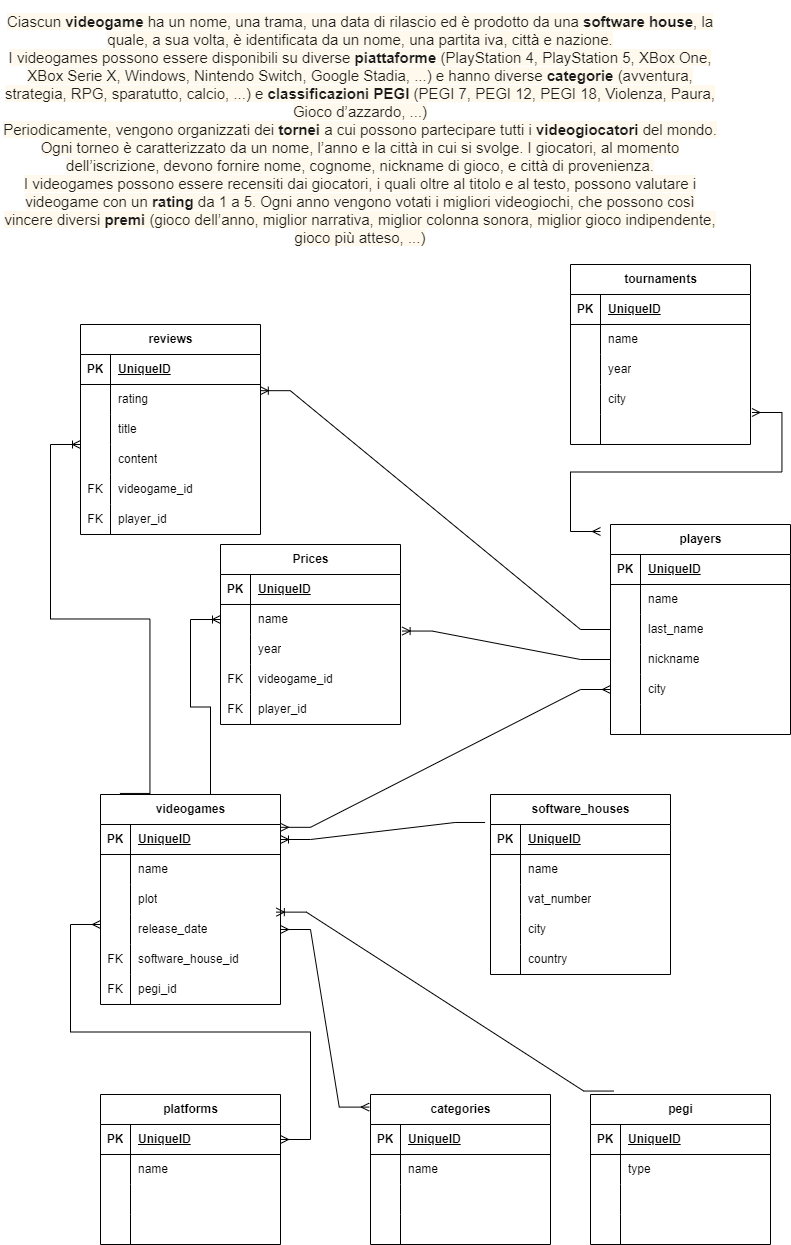 Ciascun videogame ha un nome, una trama, una data di rilascio ed è prodotto da una software house, la
quale, a sua volta, è identificata da un nome, una partita iva, città e nazione.
I videogames possono essere disponibili su diverse piattaforme (PlayStation 4, PlayStation 5, XBox One,
XBox Serie X, Windows, Nintendo Switch, Google Stadia, ...) e hanno diverse categorie (avventura,
strategia, RPG, sparatutto, calcio, ...) e classificazioni PEGI (PEGI 7, PEGI 12, PEGI 18, Violenza, Paura,
Gioco d'azzardo, ...)
Periodicamente, vengono organizzati dei tornei a cui possono partecipare tutti i videogiocatori del mondo.
Ogni torneo è caratterizzato da un nome, l'anno e la città in cui si svolge. I giocatori, al momento
dell'iscrizione, devono fornire nome, cognome, nickname di gioco, e città di provenienza.
I videogames possono essere recensiti dai giocatori, i quali oltre al titolo e al testo, possono valutare i
videogame con un rating da 1 a 5. Ogni anno vengono votati i migliori videogiochi, che possono così
vincere diversi premi (gioco dell'anno, miglior narrativa, miglior colonna sonora, miglior gioco indipendente,
gioco più atteso, ...)
tournaments
PK UniqueID
name
year
city
reviews
PK UniqueID
rating
title
content
FK videogame_id
FK player_id
players
PK UniqueID
name
last_name
nickname
city
Prices
PK UniqueID
name
year
FK videogame_id
FK player_id
videogames
PK UniqueID
name
plot
release_date
FK software_house_id
FK pegi_id
software_houses
PK UniqueID
name
vat_number
city
country
platforms
PK UniqueID
name
categories
PK UniqueID
name
pegi
PK UniqueID
type